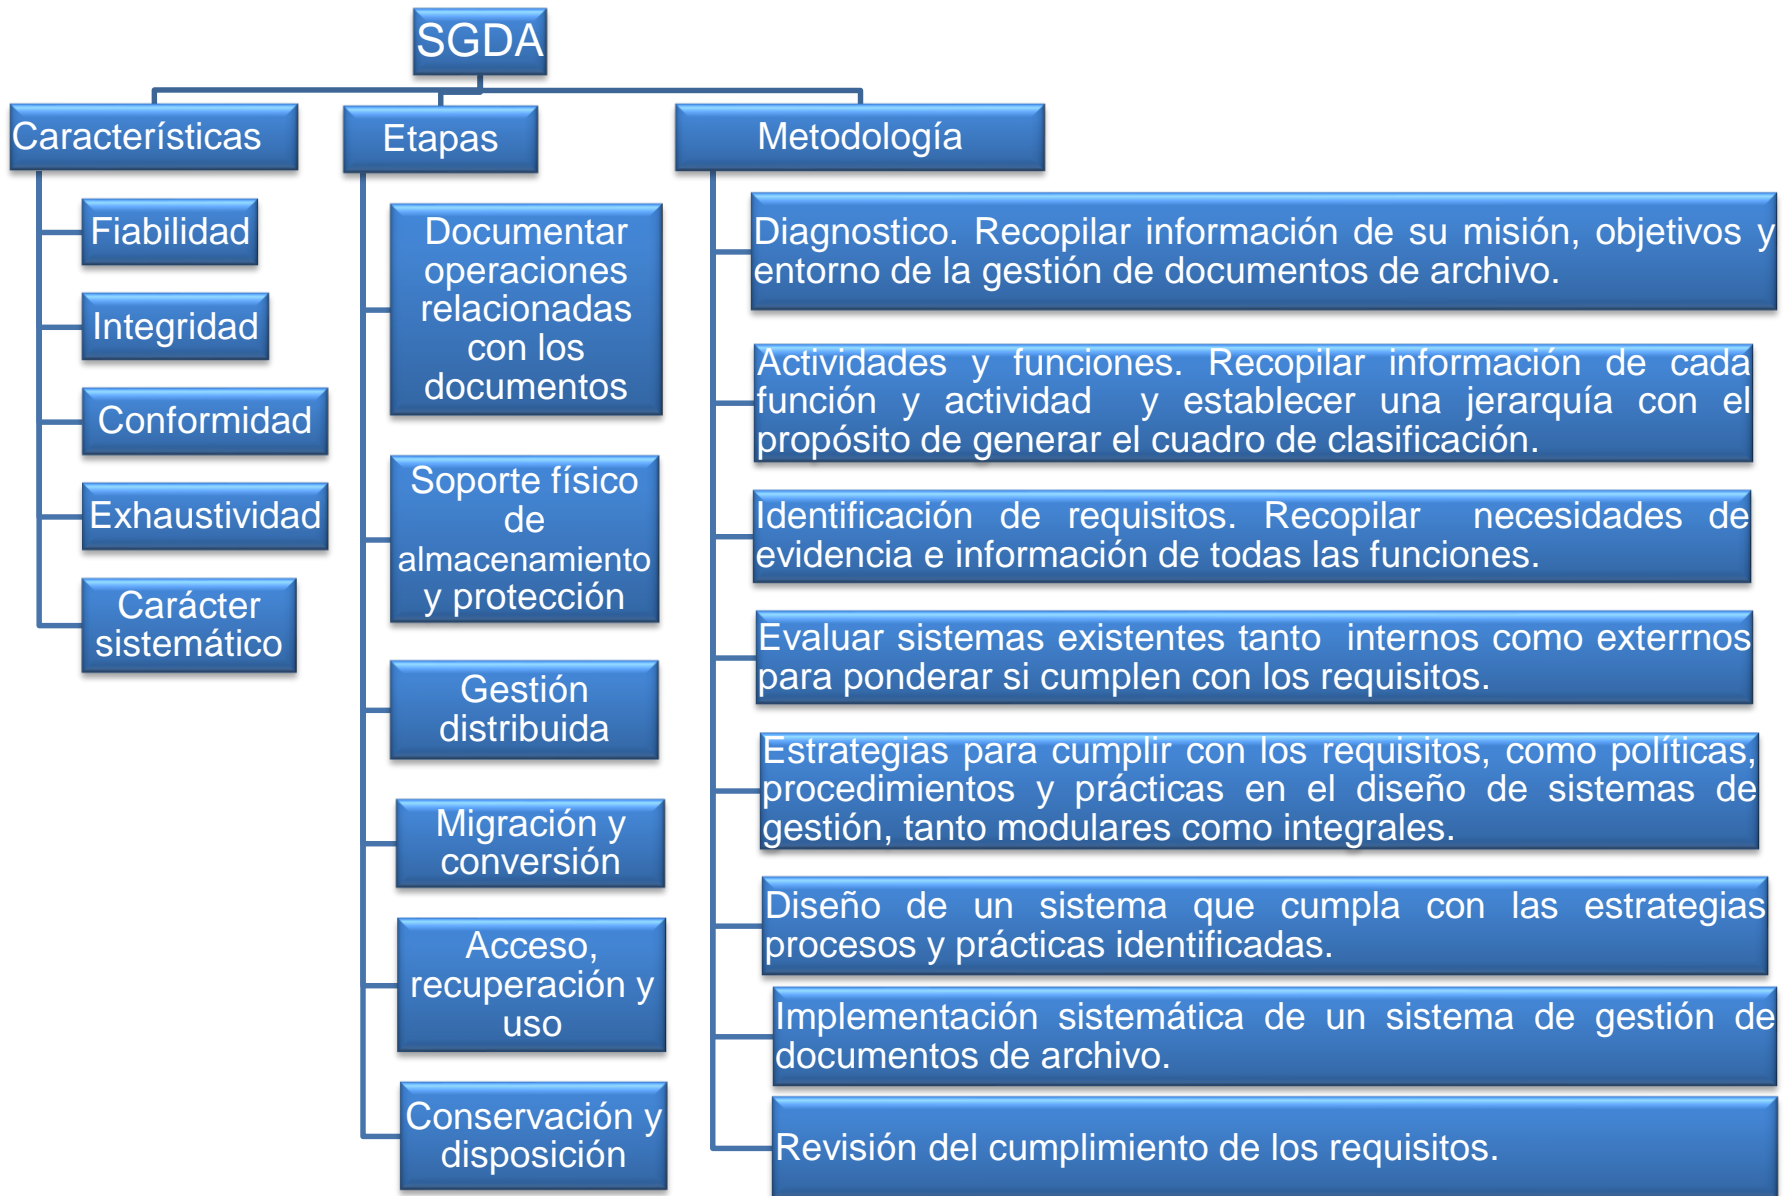 SGDA
Características
Fiabilidad
Integridad
Conformidad
Exhaustividad
Carácter
sistemático
Etapas
Documentar
operaciones
relacionadas
con los
documentos
Soporte físico
de
almacenamiento
y protección
Gestión
distribuida
Migración y
conversión
Acceso,
recuperación y
uso
Conservación y
disposición
Metodología
Diagnostico. Recopilar información de su misión, objetivos y
entorno de la gestión de documentos de archivo.
Actividades y funciones. Recopilar información de cada
función y actividad y establecer una jerarquía con el
propósito de generar el cuadro de clasificación.
Identificación de requisitos. Recopilar necesidades de
evidencia e información de todas las funciones.
Evaluar sistemas existentes tanto internos como exterrnos
para ponderar si cumplen con los requisitos.
Estrategias para cumplir con los requisitos, como políticas,
procedimientos y prácticas en el diseño de sistemas de
gestión, tanto modulares como integrales.
Diseño de un sistema que cumpla con las estrategias
procesos y prácticas identificadas.
Implementación sistemática de un sistema de gestión de
documentos de archivo.
Revisión del cumplimiento de los requisitos.